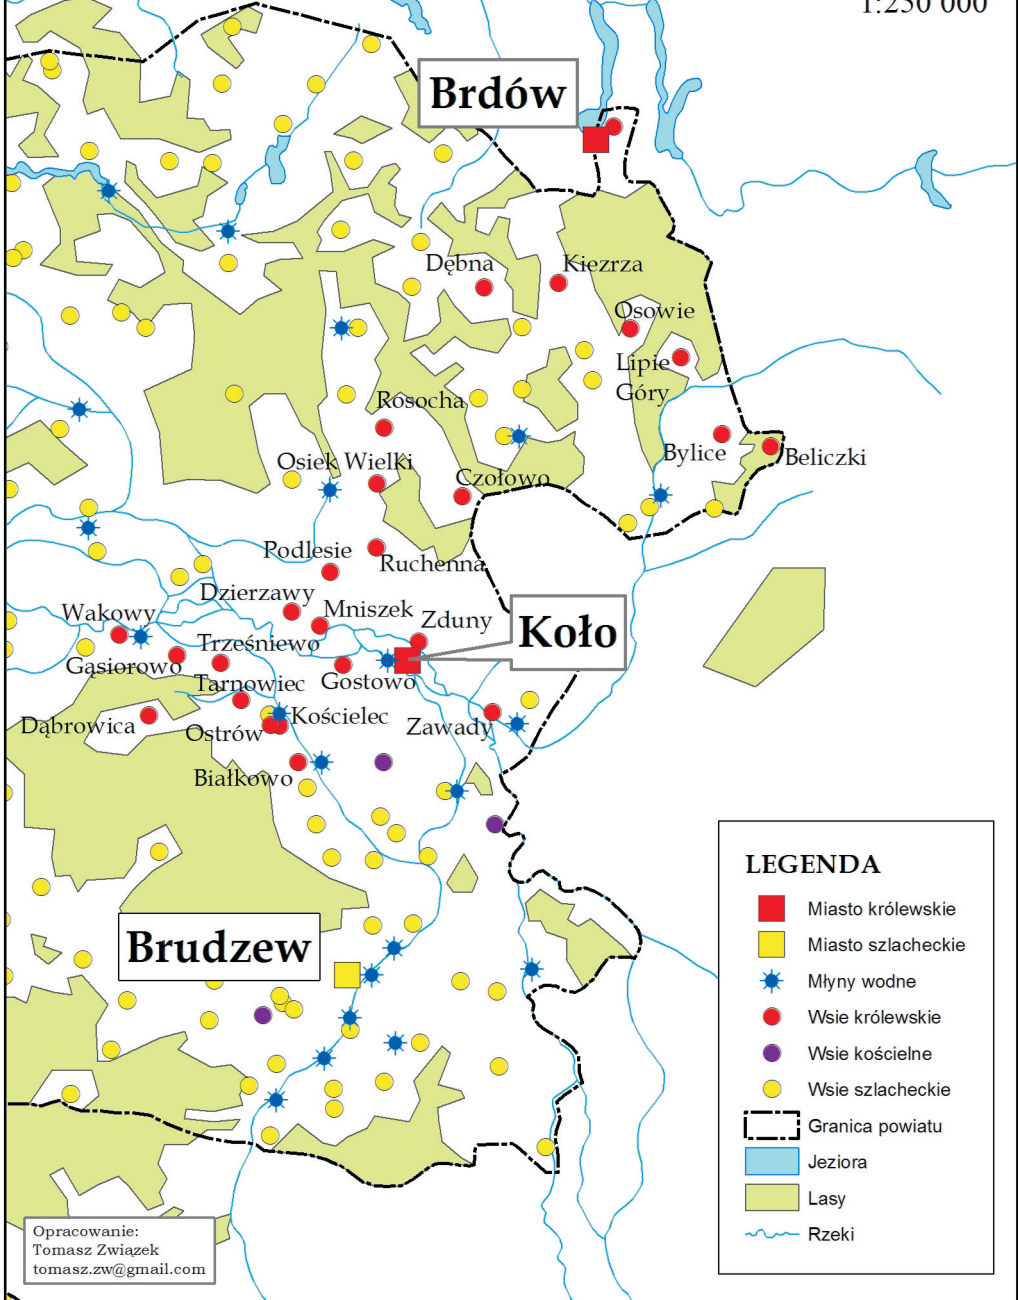 1:250 000
Brdów
Dębna
Kiezrza
Osowie
Lipie
Góry
Rosocha
Bylice
Beliczki
Osiek Wielki
Czołowo
Podlesie
Ruchenna
Dzierzawy
Mniszek
Zduny
Koło
Wakowy
Trześniewo
Gąsiorowo
Tarnowiec
Gostowo
Dąbrowica
Ostrów
Kościelec
Zawady
Białkowo
Brudzew
LEGENDA
Miasto królewskie
Miasto szlacheckie
Młyny wodne
Wsie królewskie
Wsie kościelne
Wsie szlacheckie
Granica powiatu
Jeziora
Lasy
Rzeki
Opracowanie:
Tomasz Związek
tomasz.zw@gmail.com